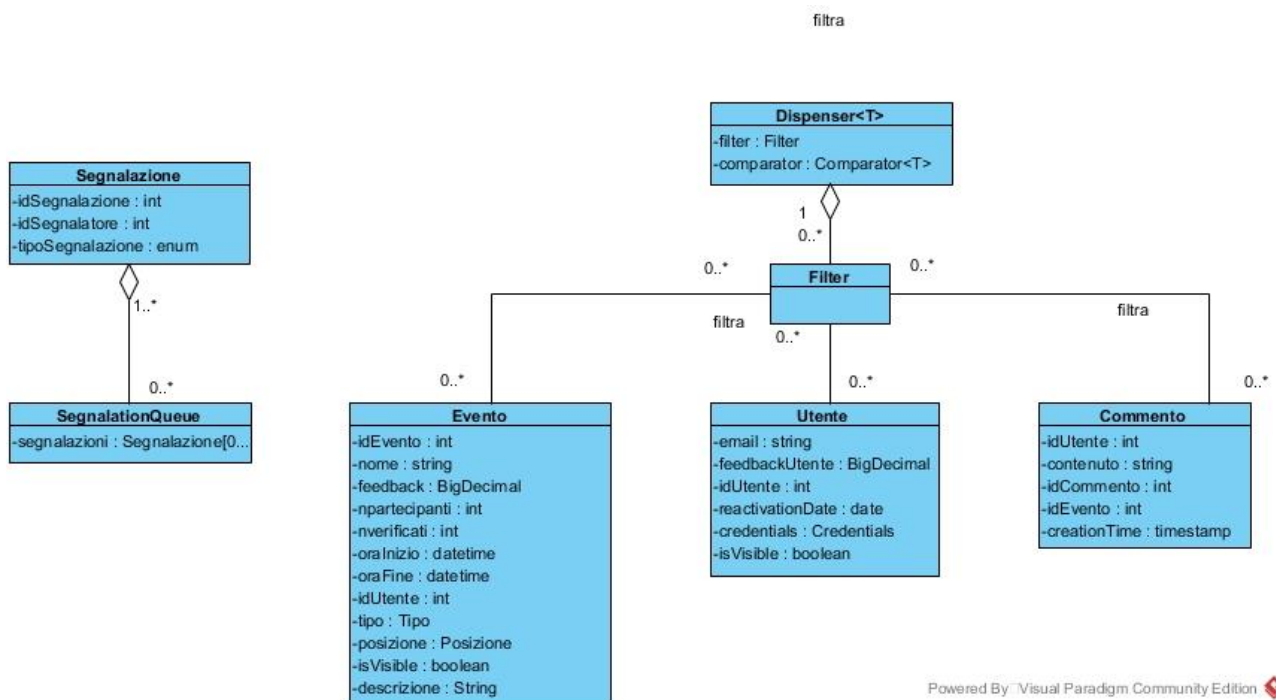 filtra
Dispenser<T>
-filter : Filter
-comparator : Comparator<T>
1
0..*
Segnalazione
-idSegnalazione : int
-idSegnalatore : int
-tipoSegnalazione : enum
1..*
0..*
SegnalationQueue
-segnalazioni : Segnalazione[0...
0..*
Filter
0..*
filtra
0..*
filtra
0..*
0..*
0..*
Evento
-idEvento : int
-nome : string
-feedback : BigDecimal
-npartecipanti : int
-nverificati : int
-oraInizio : datetime
-oraFine : datetime
-idUtente : int
-tipo : Tipo
-posizione : Posizione
-isVisible : boolean
-descrizione : String
Utente
-email : string
-feedbackUtente : BigDecimal
-idUtente : int
-reactivationDate : date
-credentials : Credentials
-isVisible : boolean
Commento
-idUtente : int
-contenuto : string
-idCommento : int
-idEvento : int
-creationTime : timestamp
Powered By Visual Paradigm Community Edition